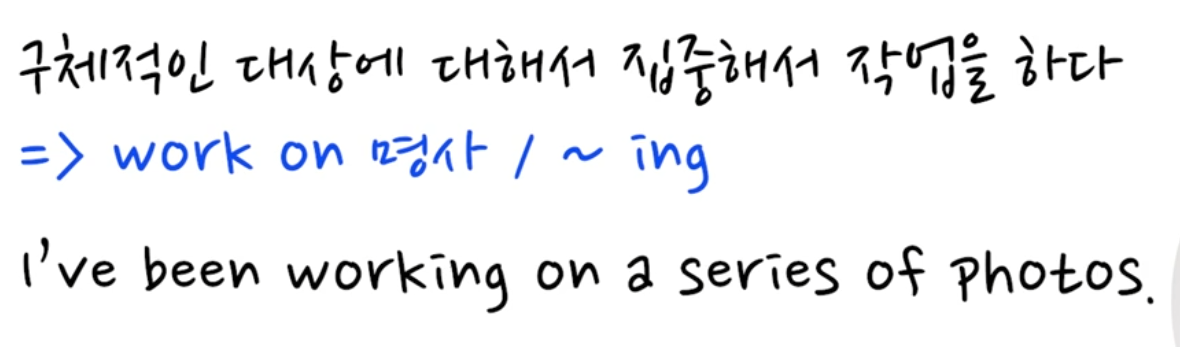 구체적인 대상에 대해서 집중해서 작업을 하다
=> work on 명사 / ~ ing
I've been working on a series of photos.